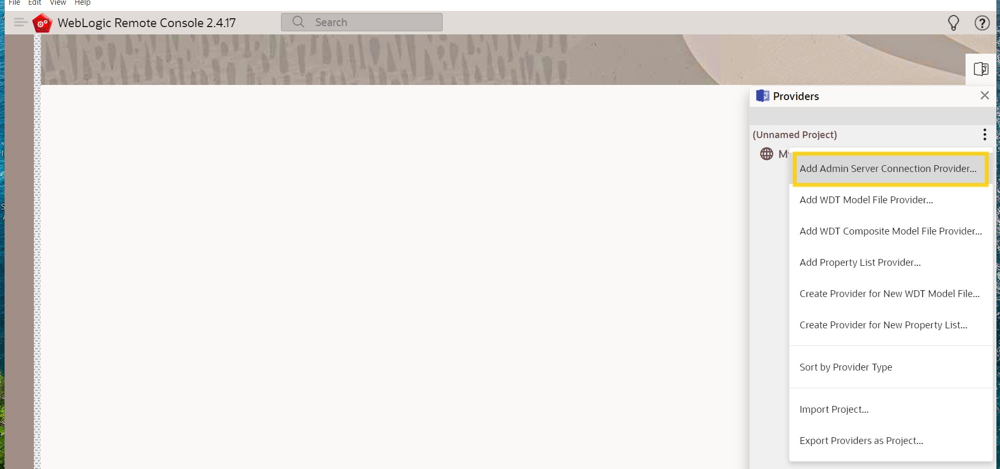 File Edit View Help
WebLogic Remote Console 2.4.17
Search
Providers
(Unnamed Project)
Add Admin Server Connection Provider...
Add WDT Model File Provider...
Add WDT Composite Model File Provider...
Add Property List Provider...
Create Provider for New WDT Model File...
Create Provider for New Property List...
Sort by Provider Type
Import Project...
Export Providers as Project...